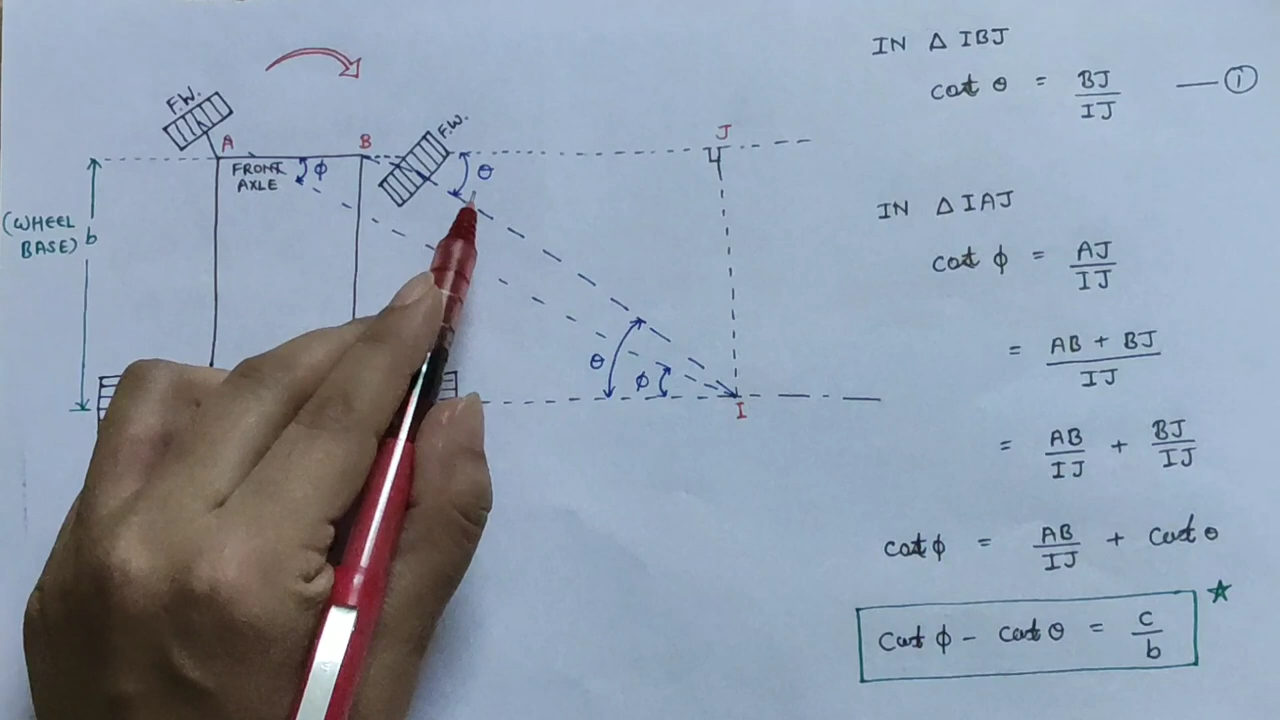 F.W.
F.W.
A
B
J
FRONT
AXLE
φ
θ
(WHEEL
BASE) b
θ
φ
I
IN Δ IBJ
cot θ = BJ/IJ — ①
IN Δ IAJ
cot φ = AJ/IJ
= AB + BJ/IJ
= AB/IJ + BJ/IJ
cot φ = AB/IJ + cot θ
cot φ - cot θ = c/b